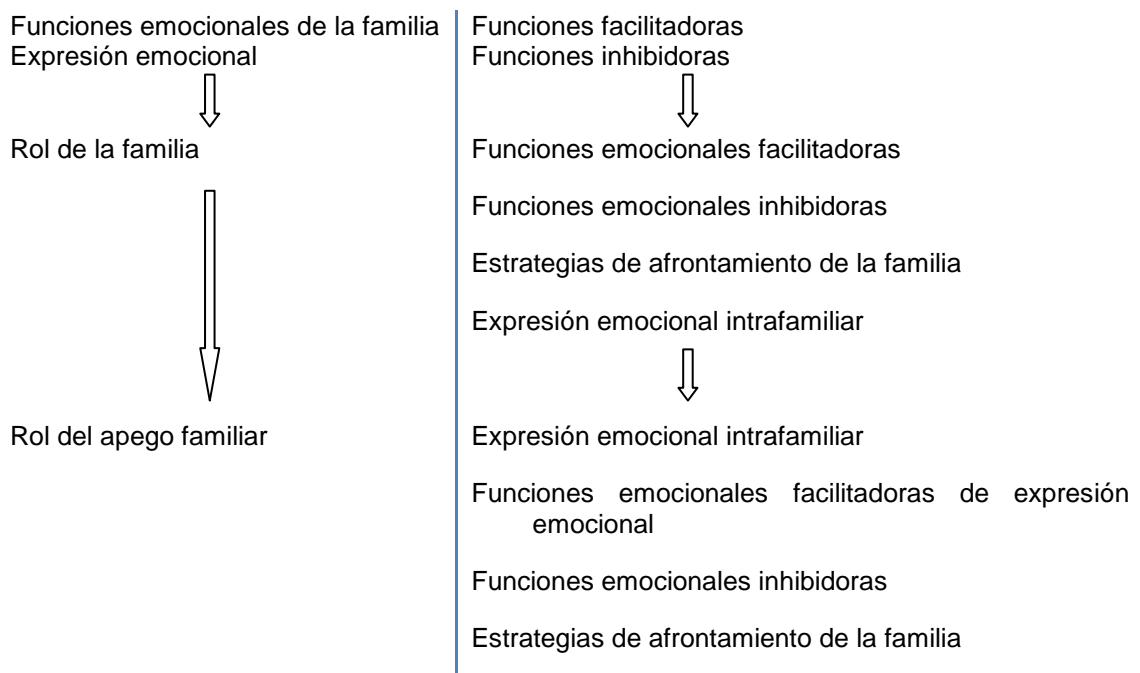 Funciones emocionales de la familia
Expresión emocional
Rol de la familia
Rol del apego familiar
Funciones facilitadoras
Funciones inhibidoras
Funciones emocionales facilitadoras
Funciones emocionales inhibidoras
Estrategias de afrontamiento de la familia
Expresión emocional intrafamiliar
Expresión emocional intrafamiliar
Funciones emocionales facilitadoras de expresión
emocional
Funciones emocionales inhibidoras
Estrategias de afrontamiento de la familia